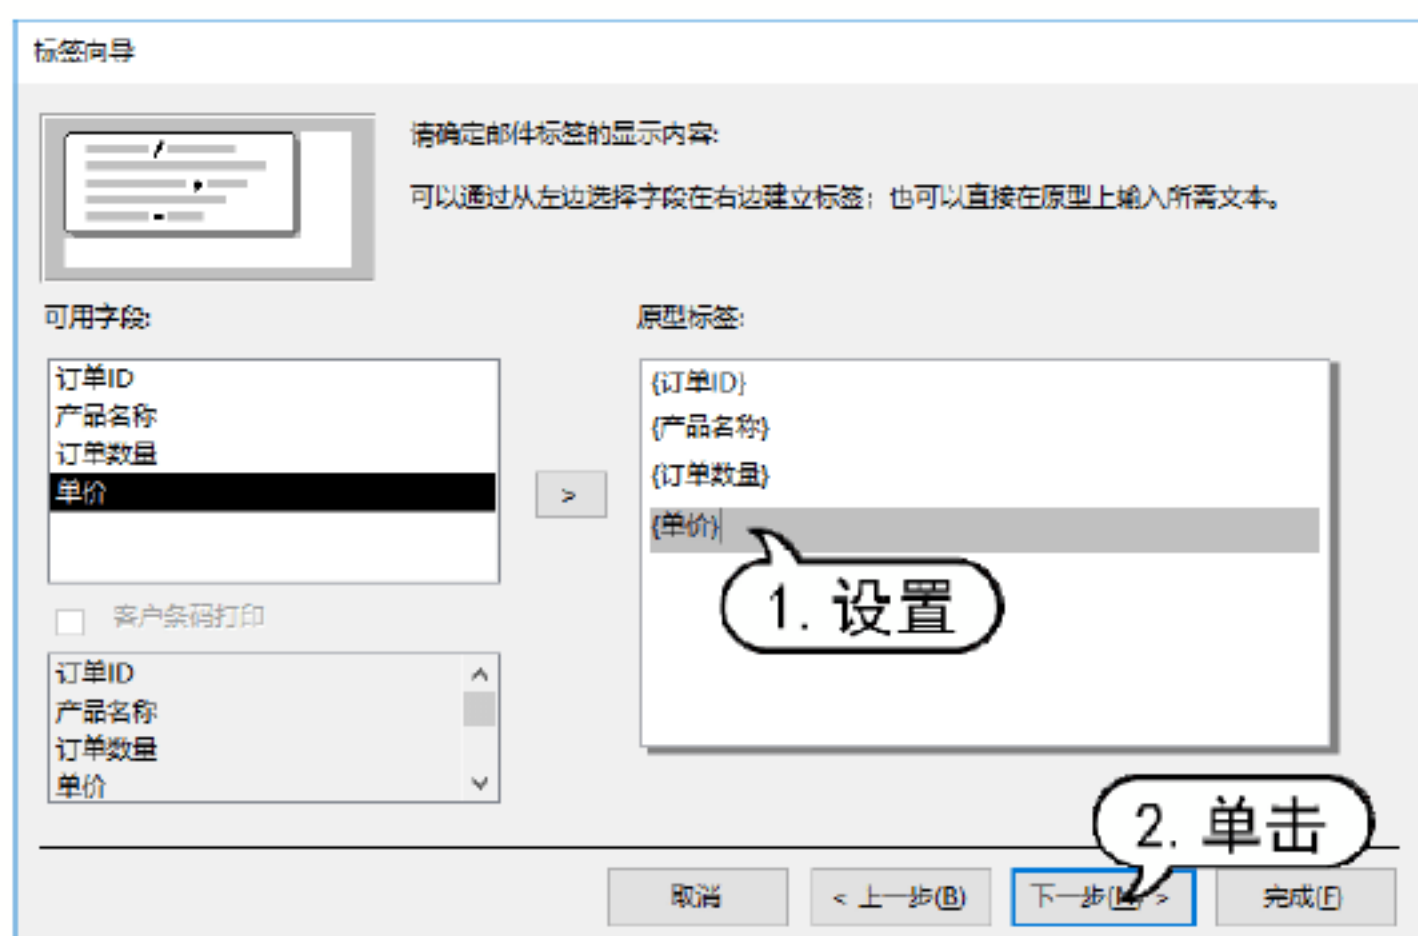 标签向导
请确定邮件标签的显示内容:
可以通过从左边选择字段在右边建立标签；也可以直接在原型上输入所需文本。
可用字段:
订单ID
产品名称
订单数量
单价
>
原型标签:
{订单ID}
{产品名称}
{订单数量}
{单价}
1. 设置
客户条码打印
订单ID
产品名称
订单数量
单价
2. 单击
取消
< 上一步(B)
下一步(N) >
完成(F)